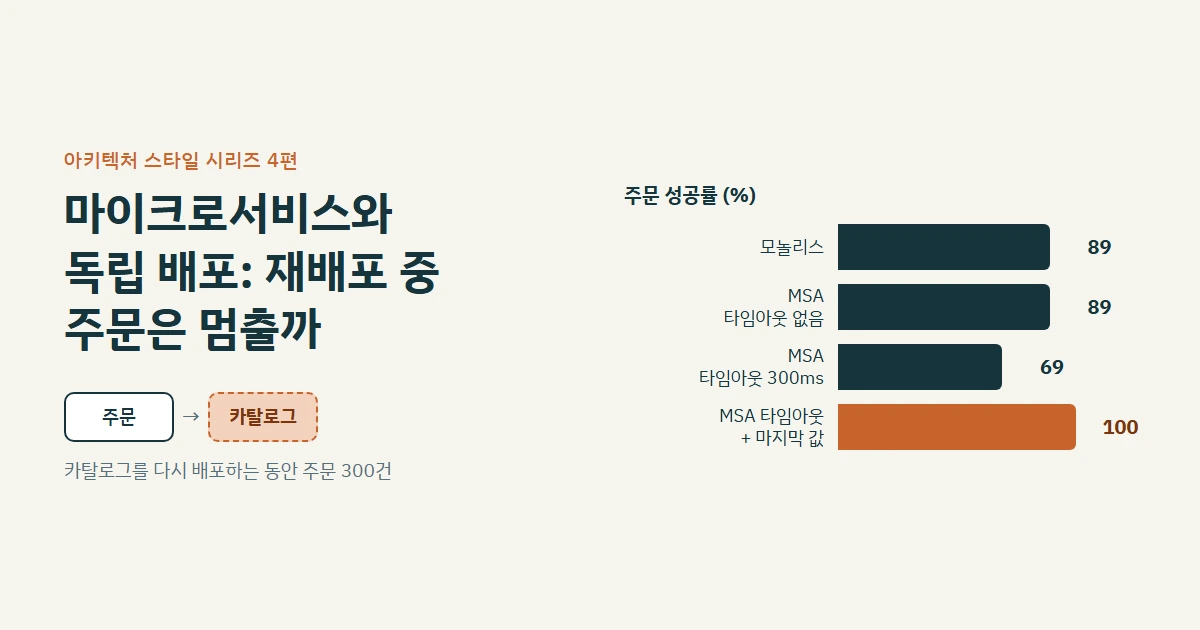 아키텍처 스타일 시리즈 4편
마이크로서비스와
독립 배포: 재배포 중
주문은 멈출까
주문 → 카탈로그
카탈로그를 다시 배포하는 동안 주문 300건
주문 성공률 (%)
모놀리스 89
MSA
타임아웃 없음 89
MSA
타임아웃 300ms 69
MSA 타임아웃
+ 마지막 값 100